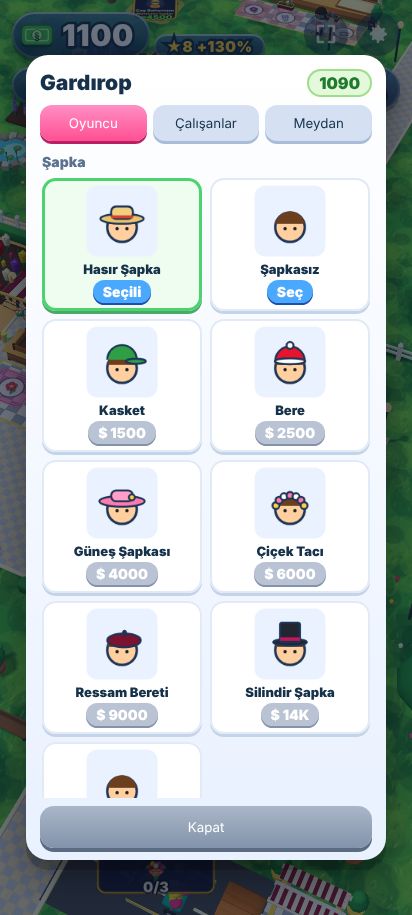 1100
★8 +130%
Gardırop
1090
Oyuncu
Çalışanlar
Meydan
Şapka
Hasır Şapka
Seçili
Şapkasız
Seç
Kasket
$ 1500
Bere
$ 2500
Güneş Şapkası
$ 4000
Çiçek Tacı
$ 6000
Ressam Bereti
$ 9000
Silindir Şapka
$ 14K
Kapat
0/3